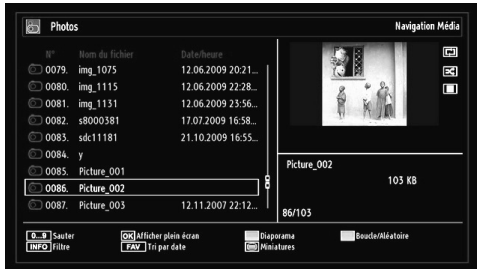 Photos
Navigation Média
N° Nom du fichier Date/heure
0079. img_1075 12.06.2009 20:21...
0080. img_1115 12.06.2009 22:28...
0081. img_1131 12.06.2009 23:56...
0082. s8000381 17.07.2009 16:58...
0083. sdc11181 21.10.2009 16:55...
0084. y
0085. Picture_001
0086. Picture_002
0087. Picture_003 12.11.2007 22:12...
Picture_002
103 KB
86/103
0...9 Sauter OK Afficher plein écran Diaporama Boucle/Aléatoire
INFO Filtre FAV Tri par date Miniatures